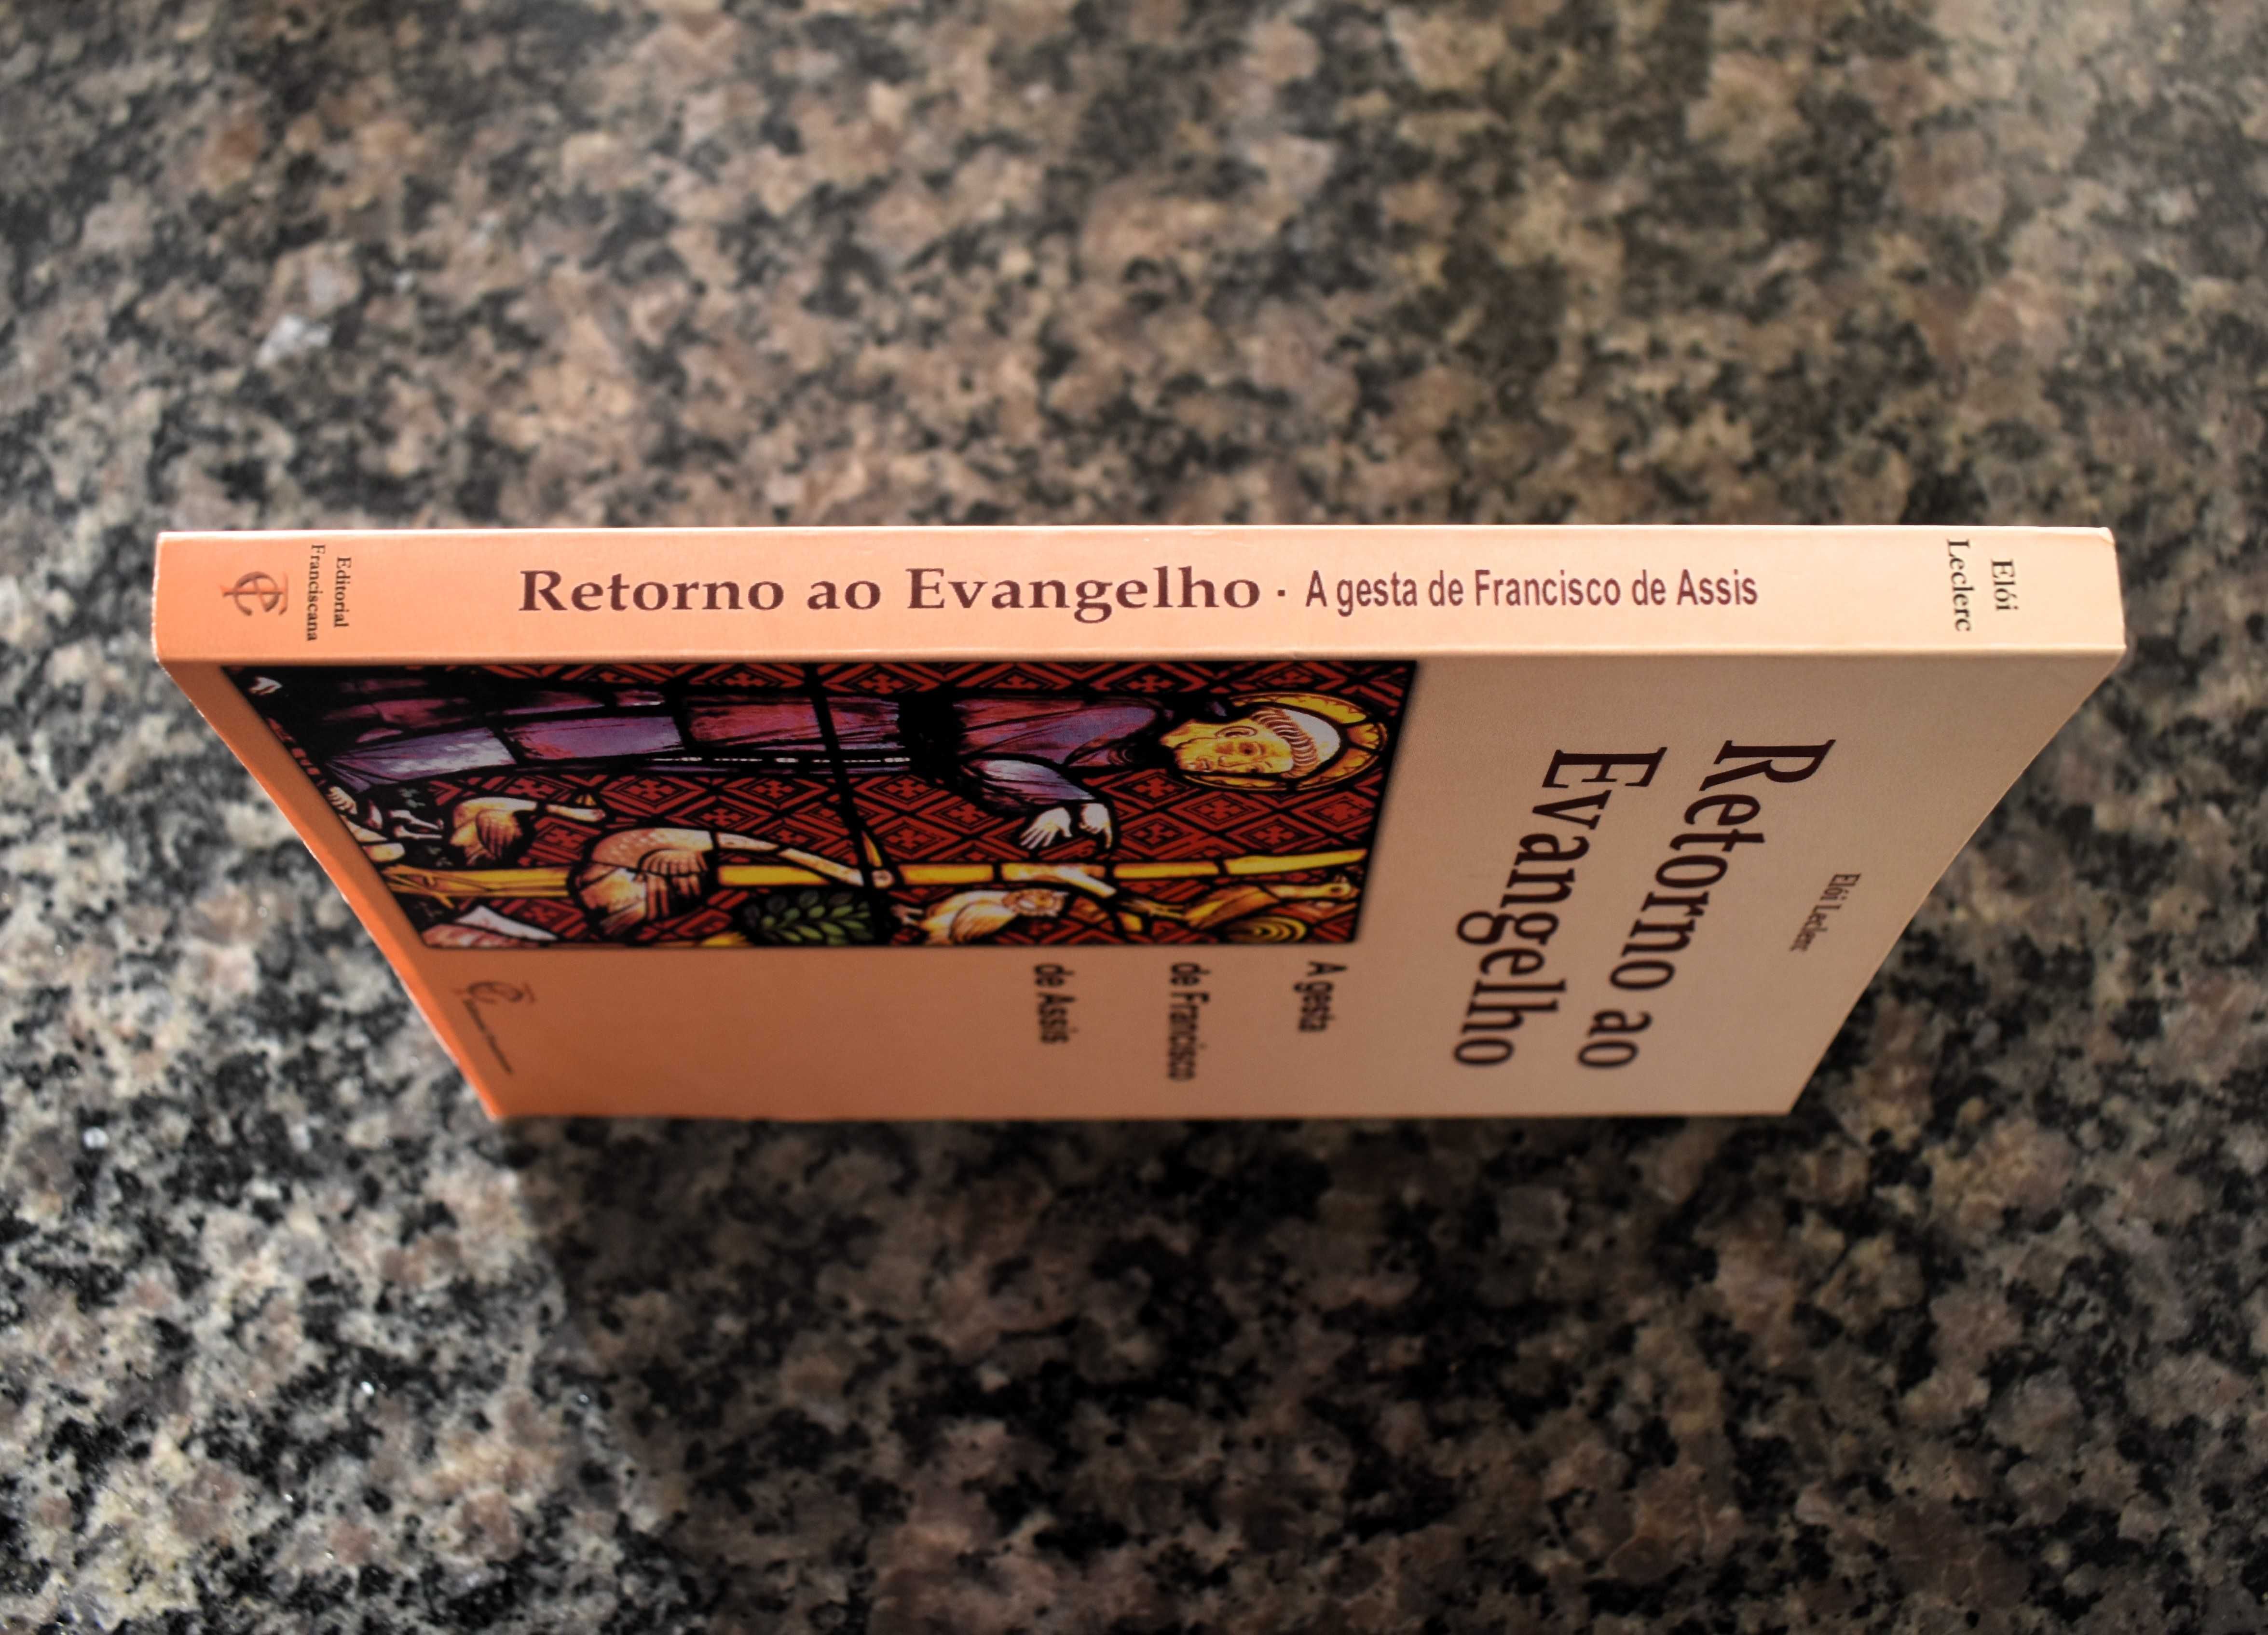 Editorial
Franciscana
Retorno ao Evangelho · A gesta de Francisco de Assis
Elói
Leclerc
Elói Leclerc
Retorno ao
Evangelho
A gesta
de Francisco
de Assis